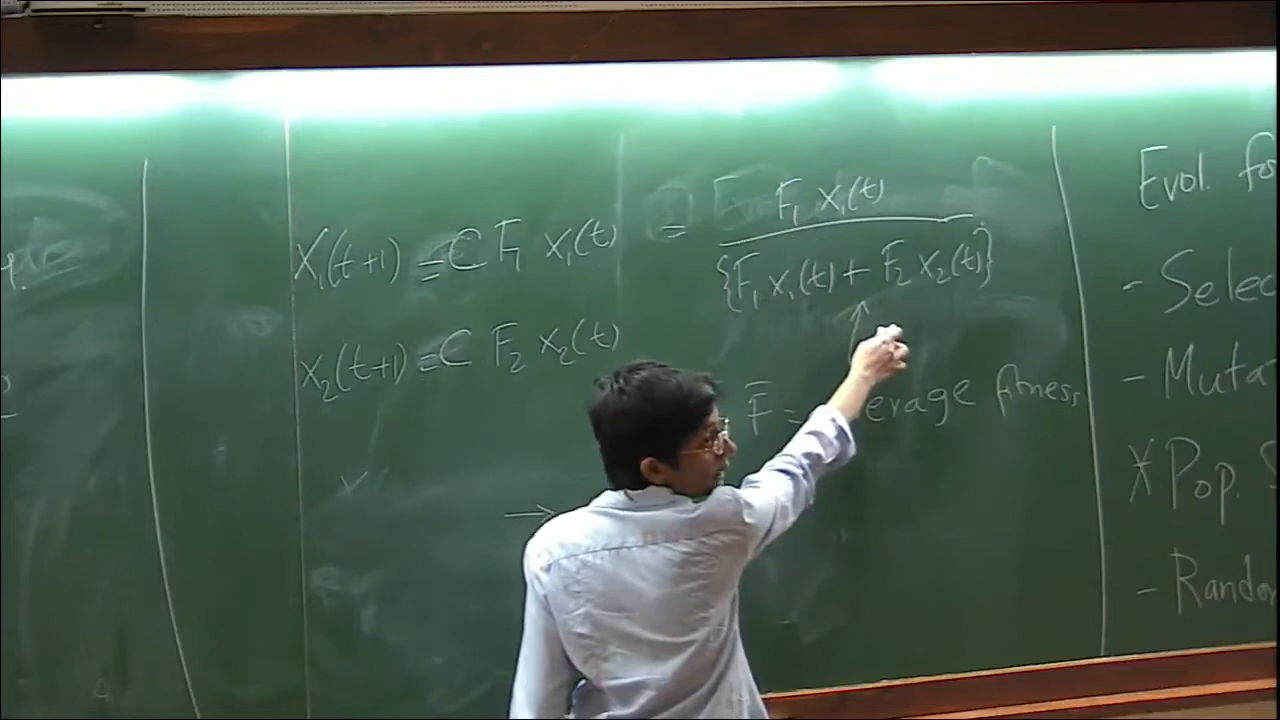 X₁(t+1) = C F₁ x₁(t) = F₁ x₁(t)
{F₁ x₁(t) + F₂ x₂(t)}
x₂(t+1) = C F₂ x₂(t)
F̄ = erage fitness
Evol. fo
- Selec
- Muta
* Pop. S
- Rando